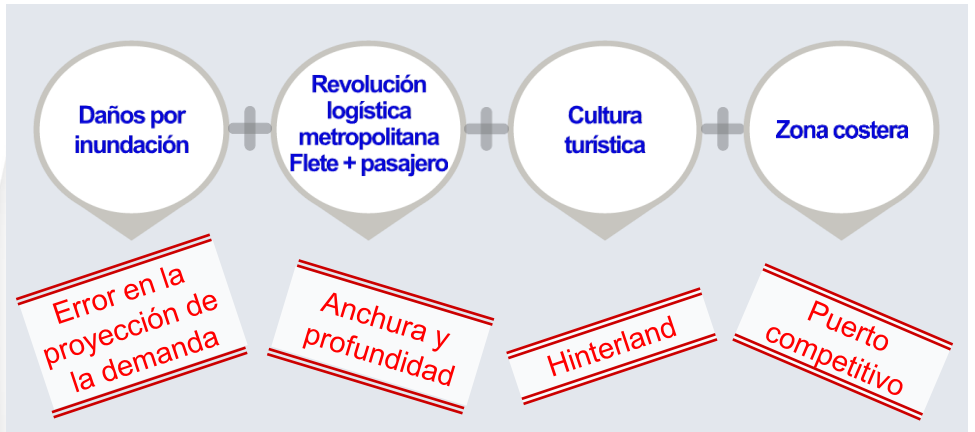 Daños por
inundación
Revolución
logística
metropolitana
Flete + pasajero
Cultura
turística
Zona costera
Error en la
proyección de
la demanda
Anchura y
profundidad
Hinterland
Puerto
competitivo